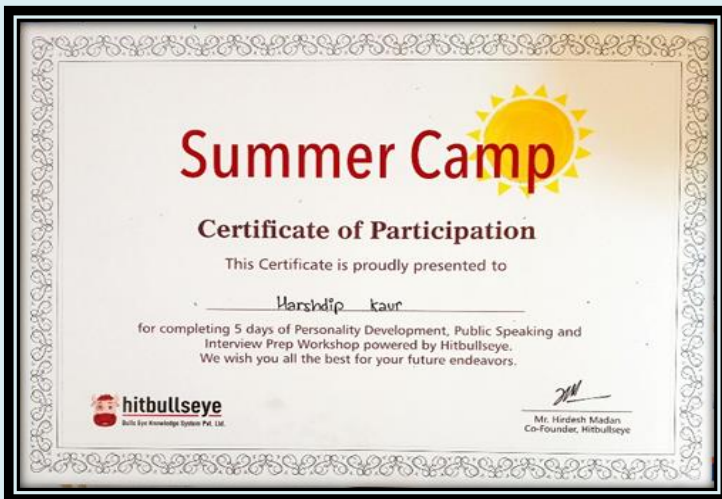 Summer Camp
Certificate of Participation
This Certificate is proudly presented to
Harshdip kaur
for completing 5 days of Personality Development, Public Speaking and
Interview Prep Workshop powered by Hitbullseye.
We wish you all the best for your future endeavors.
hitbullseye
Bulls Eye Knowledge System Pvt. Ltd.
Mr. Hirdesh Madan
Co-Founder, Hitbullseye